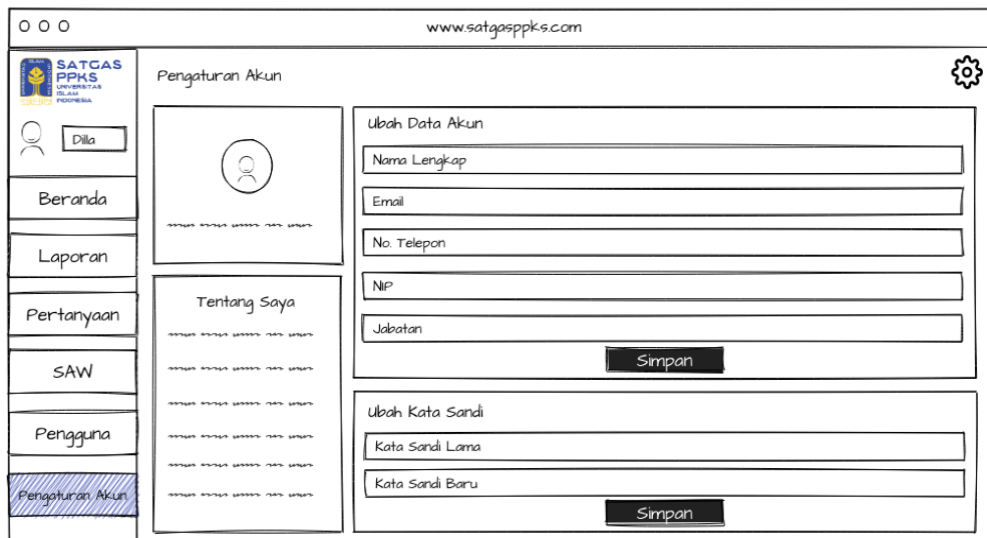 www.satgasppks.com
SATGAS
PPKS
UNIVERSITAS
ISLAM
INDONESIA
Dilla
Beranda
Laporan
Pertanyaan
SAW
Pengguna
Pengaturan Akun
Pengaturan Akun
Tentang Saya
Ubah Data Akun
Nama Lengkap
Email
No. Telepon
NIP
Jabatan
Simpan
Ubah Kata Sandi
Kata Sandi Lama
Kata Sandi Baru
Simpan